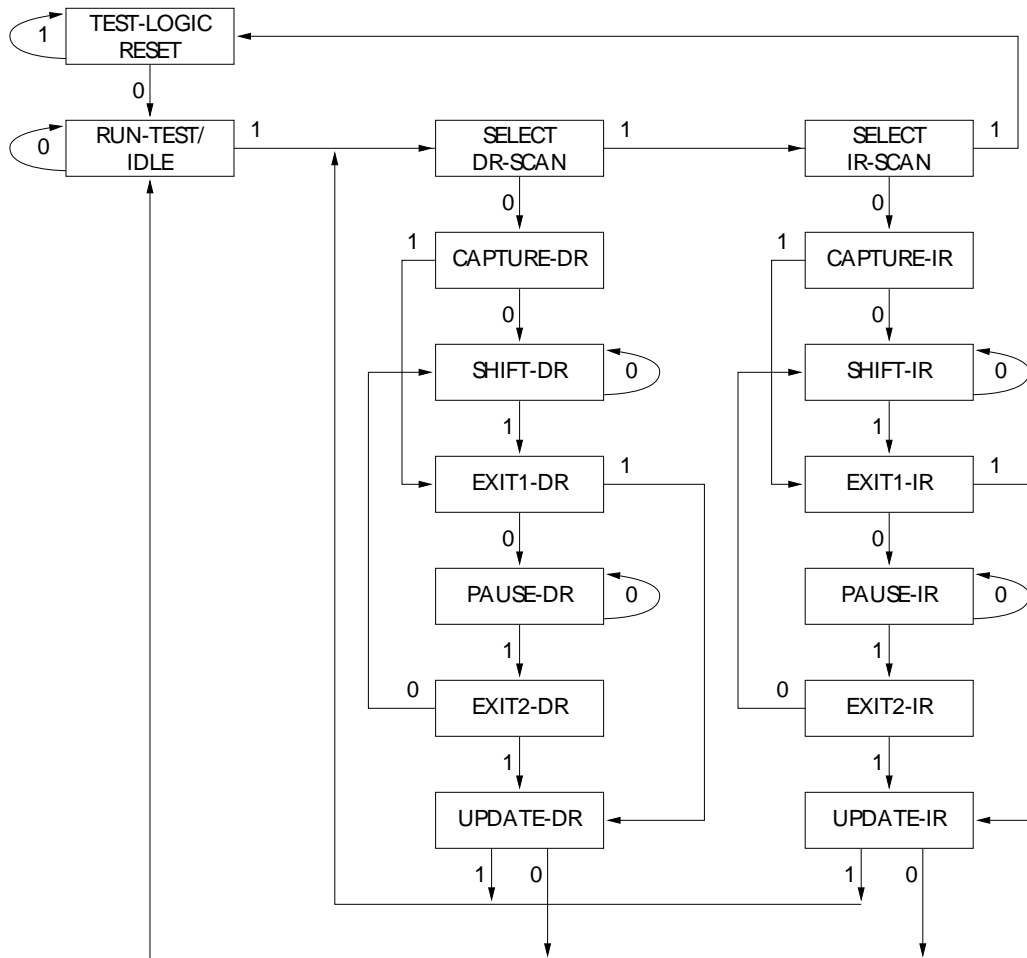 TEST-LOGIC
RESET
1
0
RUN-TEST/
IDLE
0
1
SELECT
DR-SCAN
1
SELECT
IR-SCAN
1
0
0
1
CAPTURE-DR
1
CAPTURE-IR
0
0
SHIFT-DR
0
SHIFT-IR
0
1
1
EXIT1-DR
1
EXIT1-IR
1
0
0
PAUSE-DR
0
PAUSE-IR
0
1
1
0
EXIT2-DR
0
EXIT2-IR
1
1
UPDATE-DR
UPDATE-IR
1
0
1
0